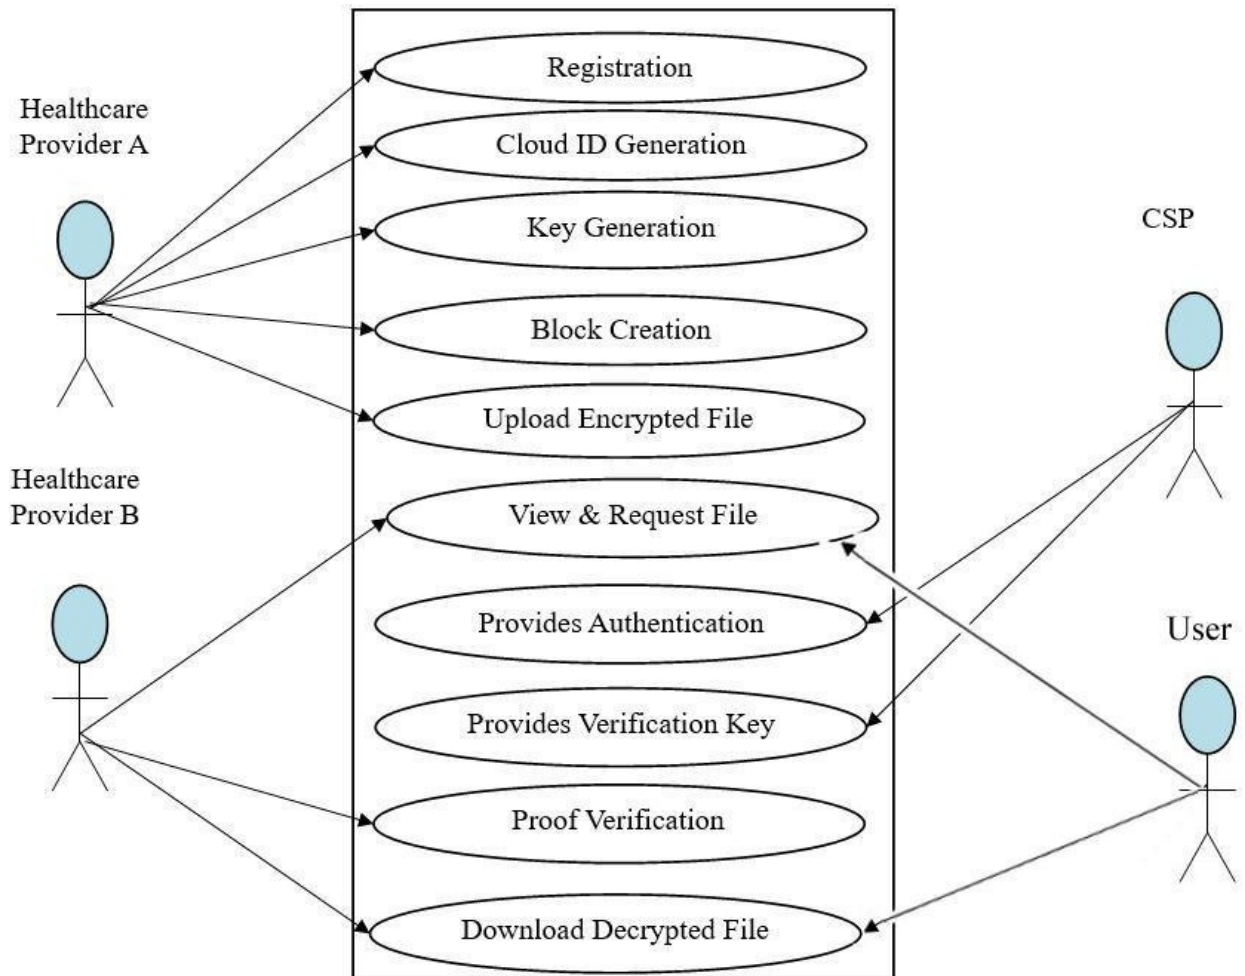 Registration
Healthcare
Provider A
Cloud ID Generation
Key Generation
CSP
Block Creation
Upload Encrypted File
Healthcare
Provider B
View & Request File
Provides Authentication
User
Provides Verification Key
Proof Verification
Download Decrypted File